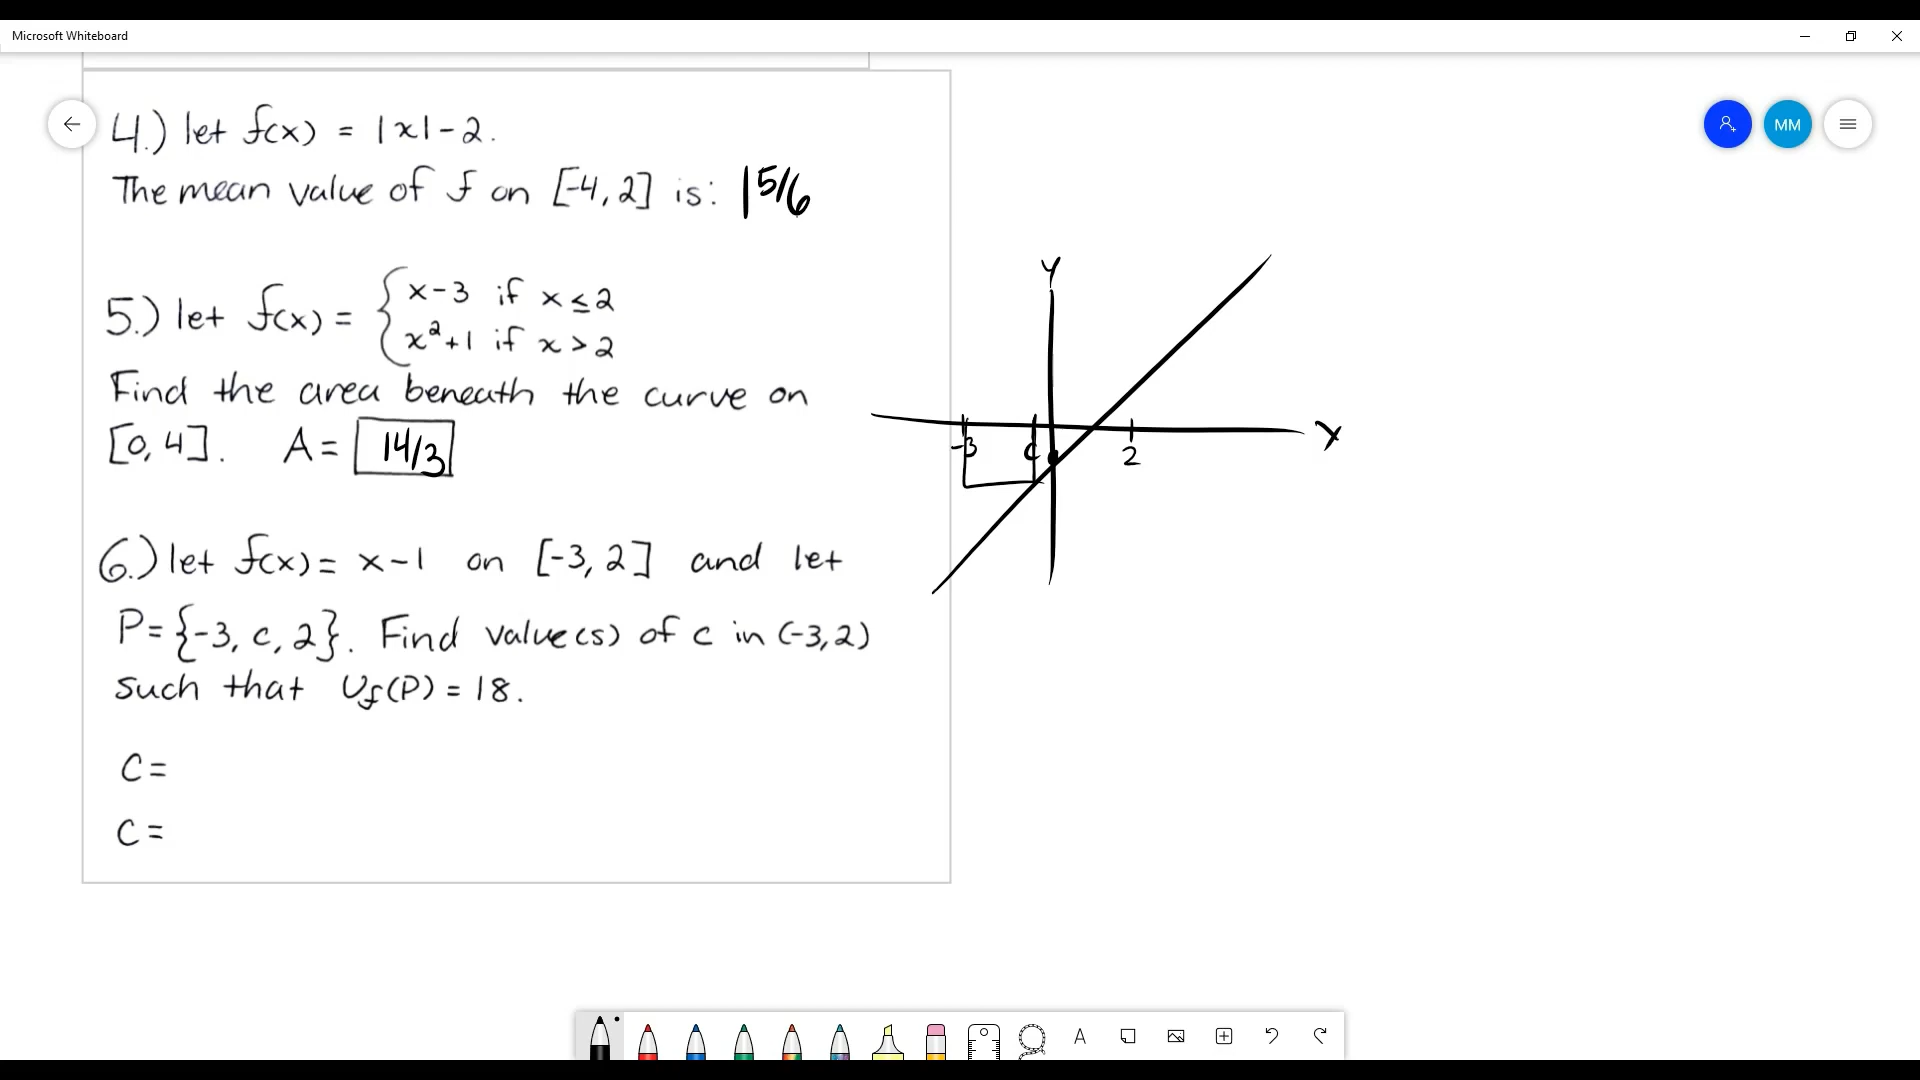 Microsoft Whiteboard
MM
4.) let f(x) = |x|-2.
The mean value of f on [-4, 2] is: 15/6
5.) let f(x) = { x-3 if x≤2
x²+1 if x>2
Find the area beneath the curve on
[0, 4]. A= 14/3
6.) let f(x)= x-1 on [-3, 2] and let
P={-3, c, 2}. Find value(s) of c in (-3,2)
such that U_f(P) = 18.
C=
C=
Y
-3 C 2 X
A